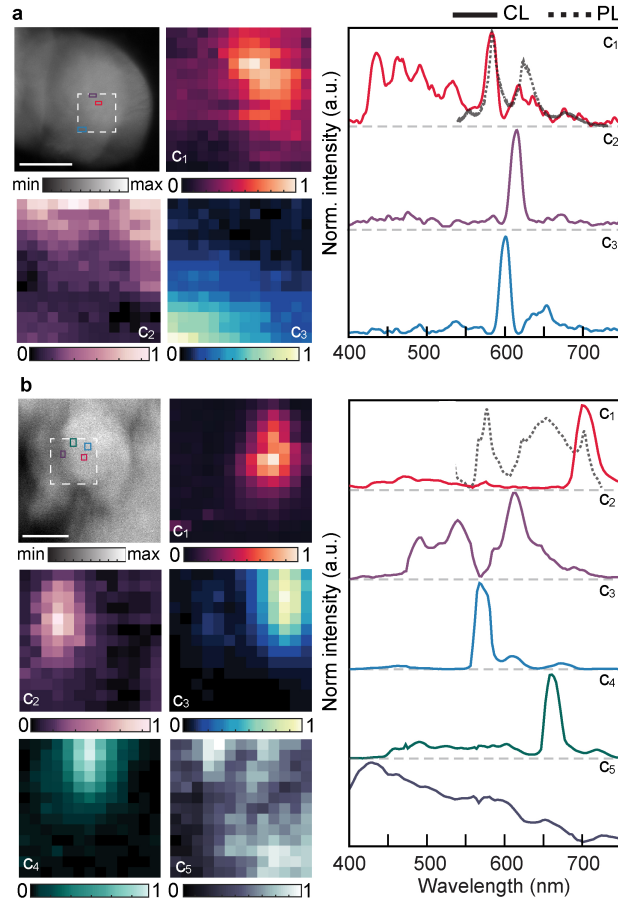 a
CL PL
C1
min max
0 1
C2
0 1
C3
0 1
Norm. intensity (a.u.)
C1
C2
C3
400 500 600 700
b
min max
C1
0 1
C2
0 1
C3
0 1
C4
0 1
C5
0 1
Norm intensity (a.u.)
C1
C2
C3
C4
C5
400 500 600 700
Wavelength (nm)